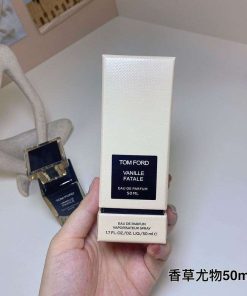 TOM FORD
VANILLE
FATALE
EAU DE PARFUM
50 ML
EAU DE PARFUM
VAPORISATEUR SPRAY
1.7 FL.OZ./OZ. LIQ./50 ml ℮
香草尤物50m